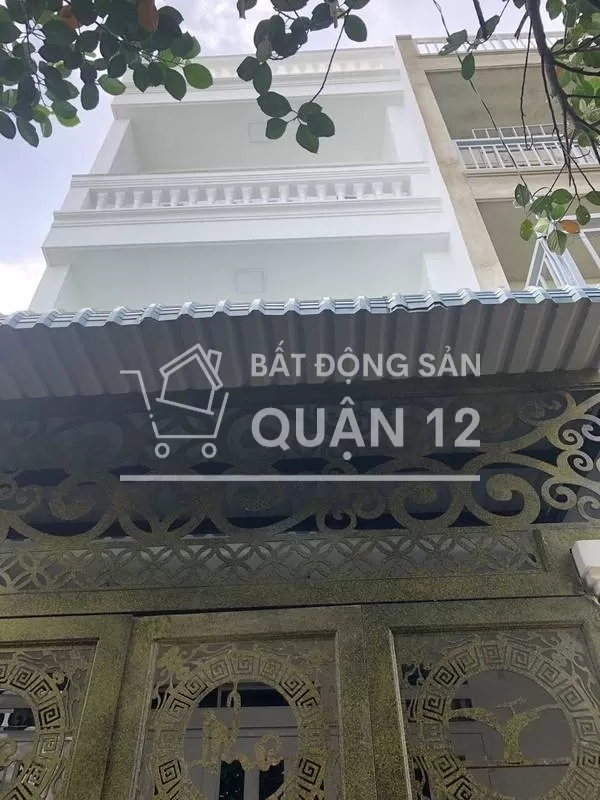 BẤT ĐỘNG SẢN
QUẬN 12